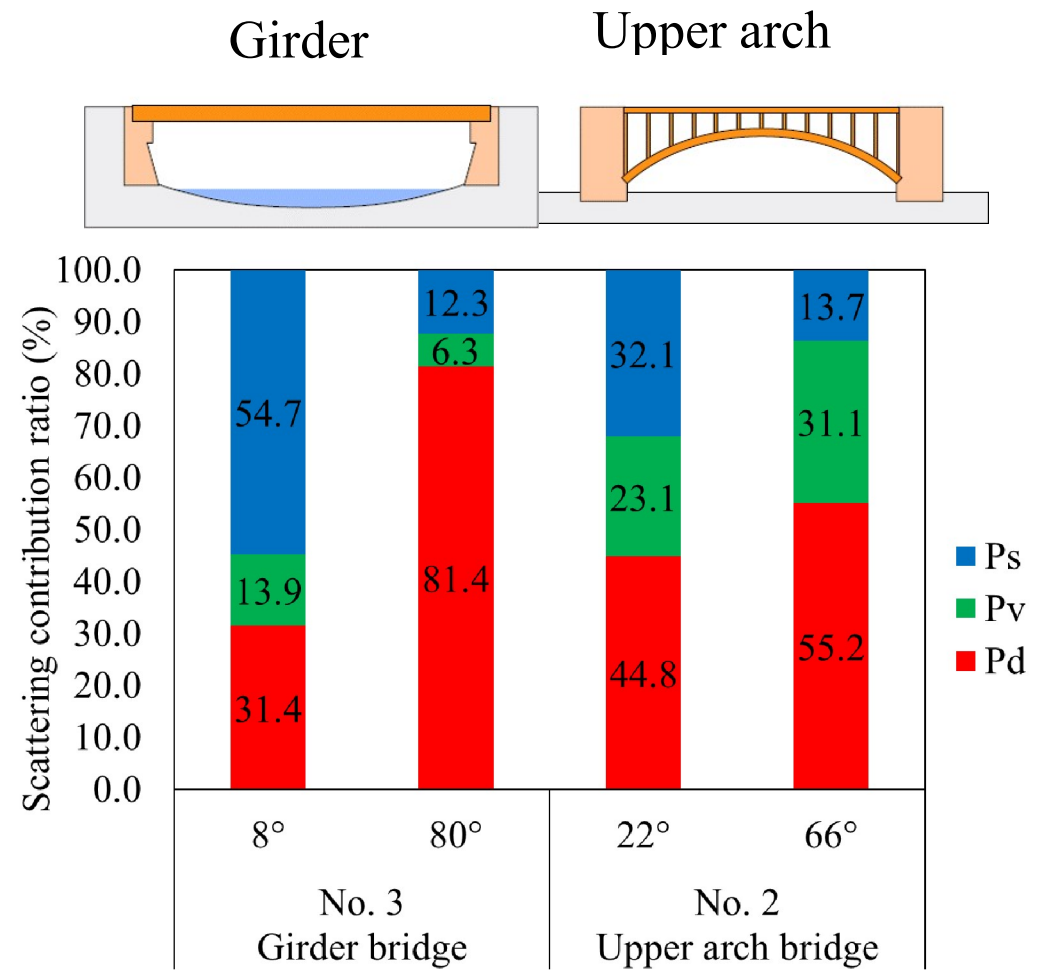 Girder
Upper arch
Scattering contribution ratio (%)
100.0
90.0
80.0
70.0
60.0
50.0
40.0
30.0
20.0
10.0
0.0
54.7
13.9
31.4
12.3
6.3
81.4
32.1
23.1
44.8
13.7
31.1
55.2
Ps
Pv
Pd
8°
80°
22°
66°
No. 3
Girder bridge
No. 2
Upper arch bridge